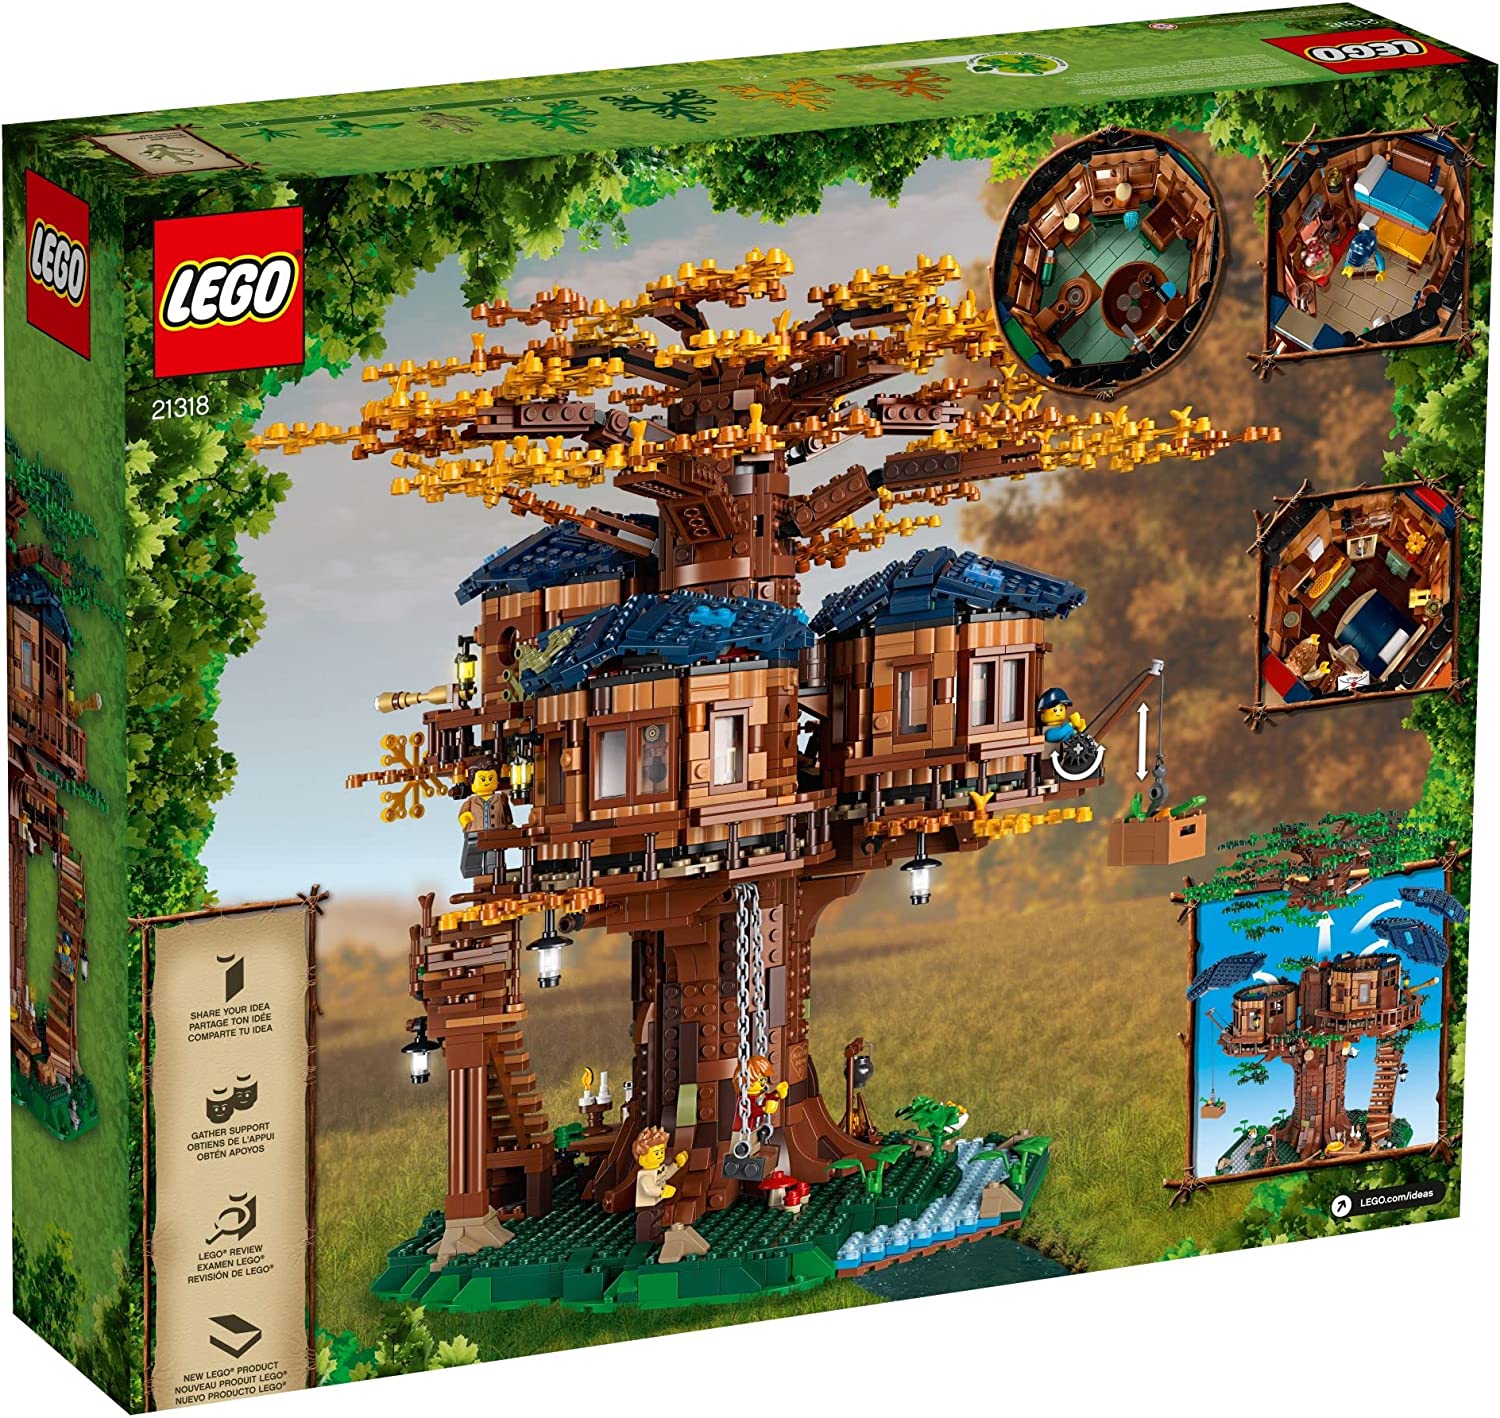 LEGO
LEGO
LEGO
21318
21318
SHARE YOUR IDEA
PARTAGE TON IDÉE
COMPARTE TU IDEA
GATHER SUPPORT
OBTIENS DE L'APPUI
OBTÉN APOYOS
LEGO® REVIEW
EXAMEN LEGO®
REVISIÓN DE LEGO®
NEW LEGO® PRODUCT
NOUVEAU PRODUIT LEGO®
NUEVO PRODUCTO LEGO®
LEGO.com/ideas